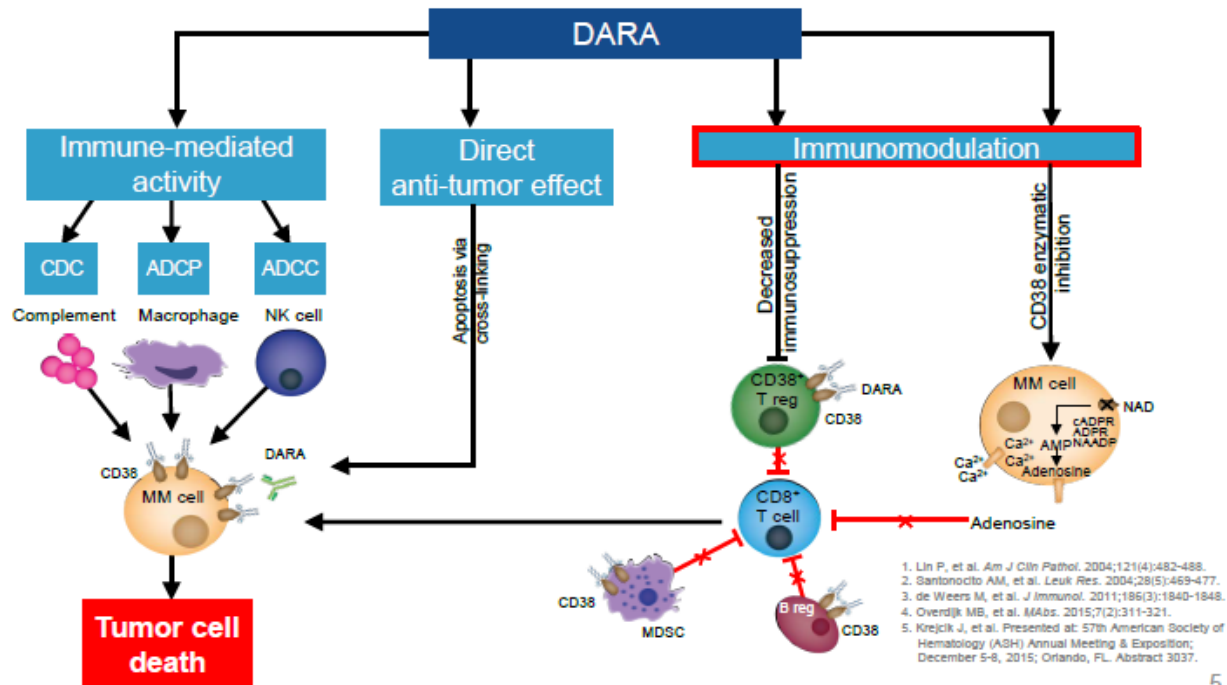 DARA
Immune-mediated
activity
Direct
anti-tumor effect
Immunomodulation
CDC
ADCP
ADCC
Complement
Macrophage
NK cell
Apoptosis via
cross-linking
Decreased
immunosuppression
CD38 enzymatic
inhibition
CD38
MM cell
DARA
CD38+
T reg
DARA
CD38
MM cell
NAD
cADPR
ADPR
NAADP
AMP
Adenosine
Ca2+
Ca2+
Ca2+
Ca2+
CD8+
T cell
Adenosine
CD38
MDSC
B reg
CD38
Tumor cell
death
1. Lin P, et al. Am J Clin Pathol. 2004;121(4):482-488.
2. Santonocito AM, et al. Leuk Res. 2004;28(5):469-477.
3. de Weers M, et al. J Immunol. 2011;186(3):1840-1848.
4. Overdijk MB, et al. MAbs. 2015;7(2):311-321.
5. Krejcik J, et al. Presented at: 57th American Society of
Hematology (ASH) Annual Meeting & Exposition;
December 5-8, 2015; Orlando, FL. Abstract 3037.
5